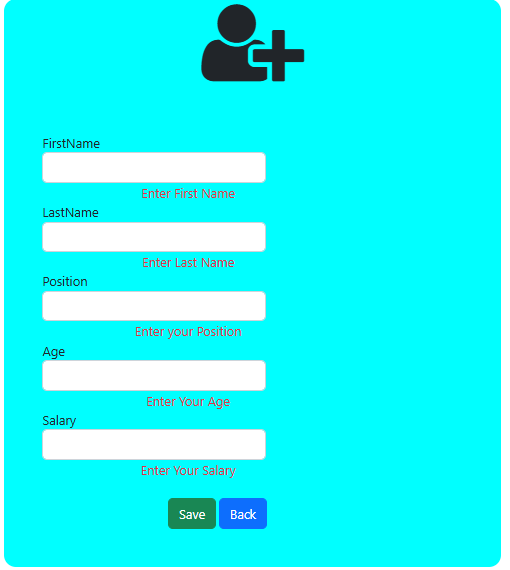 FirstName
Enter First Name
LastName
Enter Last Name
Position
Enter your Position
Age
Enter Your Age
Salary
Enter Your Salary
Save Back